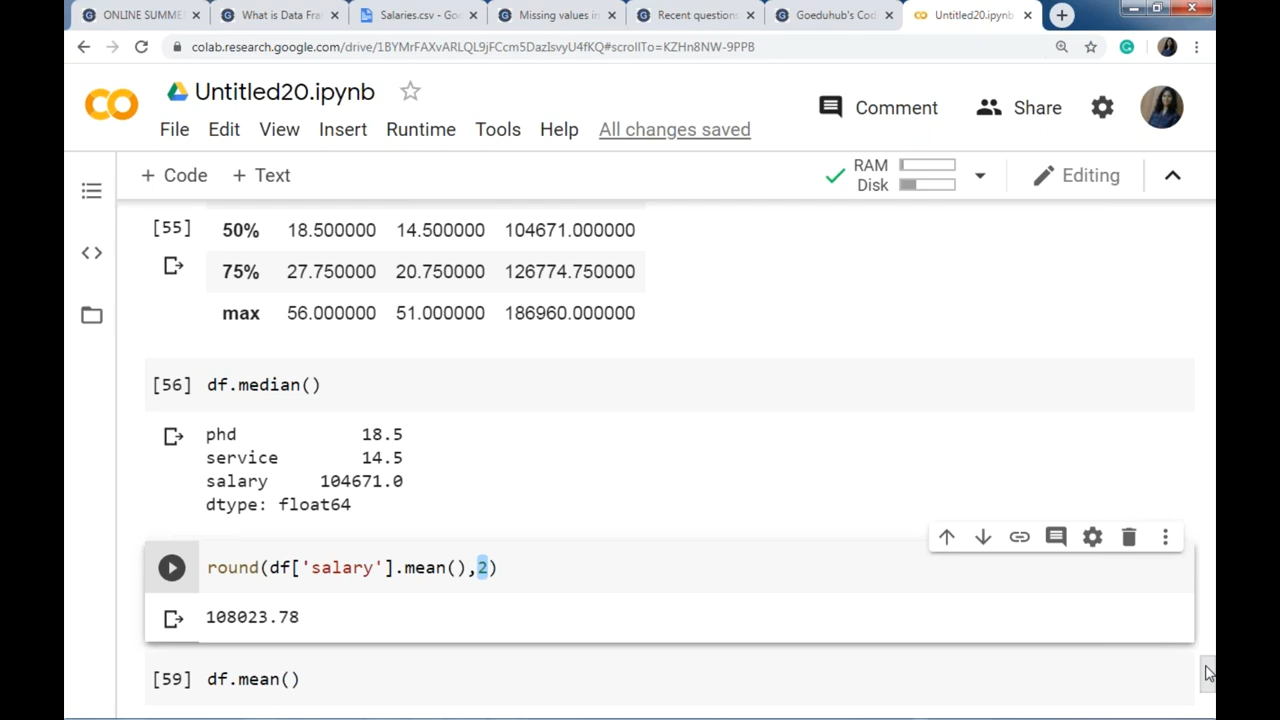 ONLINE SUMME
What is Data Fra
Salaries.csv - Go
Missing values in
Recent question
Goeduhub's Cod
Untitled20.ipynb
colab.research.google.com/drive/1BYMrFAXvARLQL9jFCcm5DazIsvyU4fKQ#scrollTo=KZHn8NW-9PPB
Untitled20.ipynb
Comment
Share
File Edit View Insert Runtime Tools Help All changes saved
+ Code + Text
RAM
Disk
Editing
[55] 50% 18.500000 14.500000 104671.000000
75% 27.750000 20.750000 126774.750000
max 56.000000 51.000000 186960.000000
[56] df.median()
phd 18.5
service 14.5
salary 104671.0
dtype: float64
round(df['salary'].mean(),2)
108023.78
[59] df.mean()